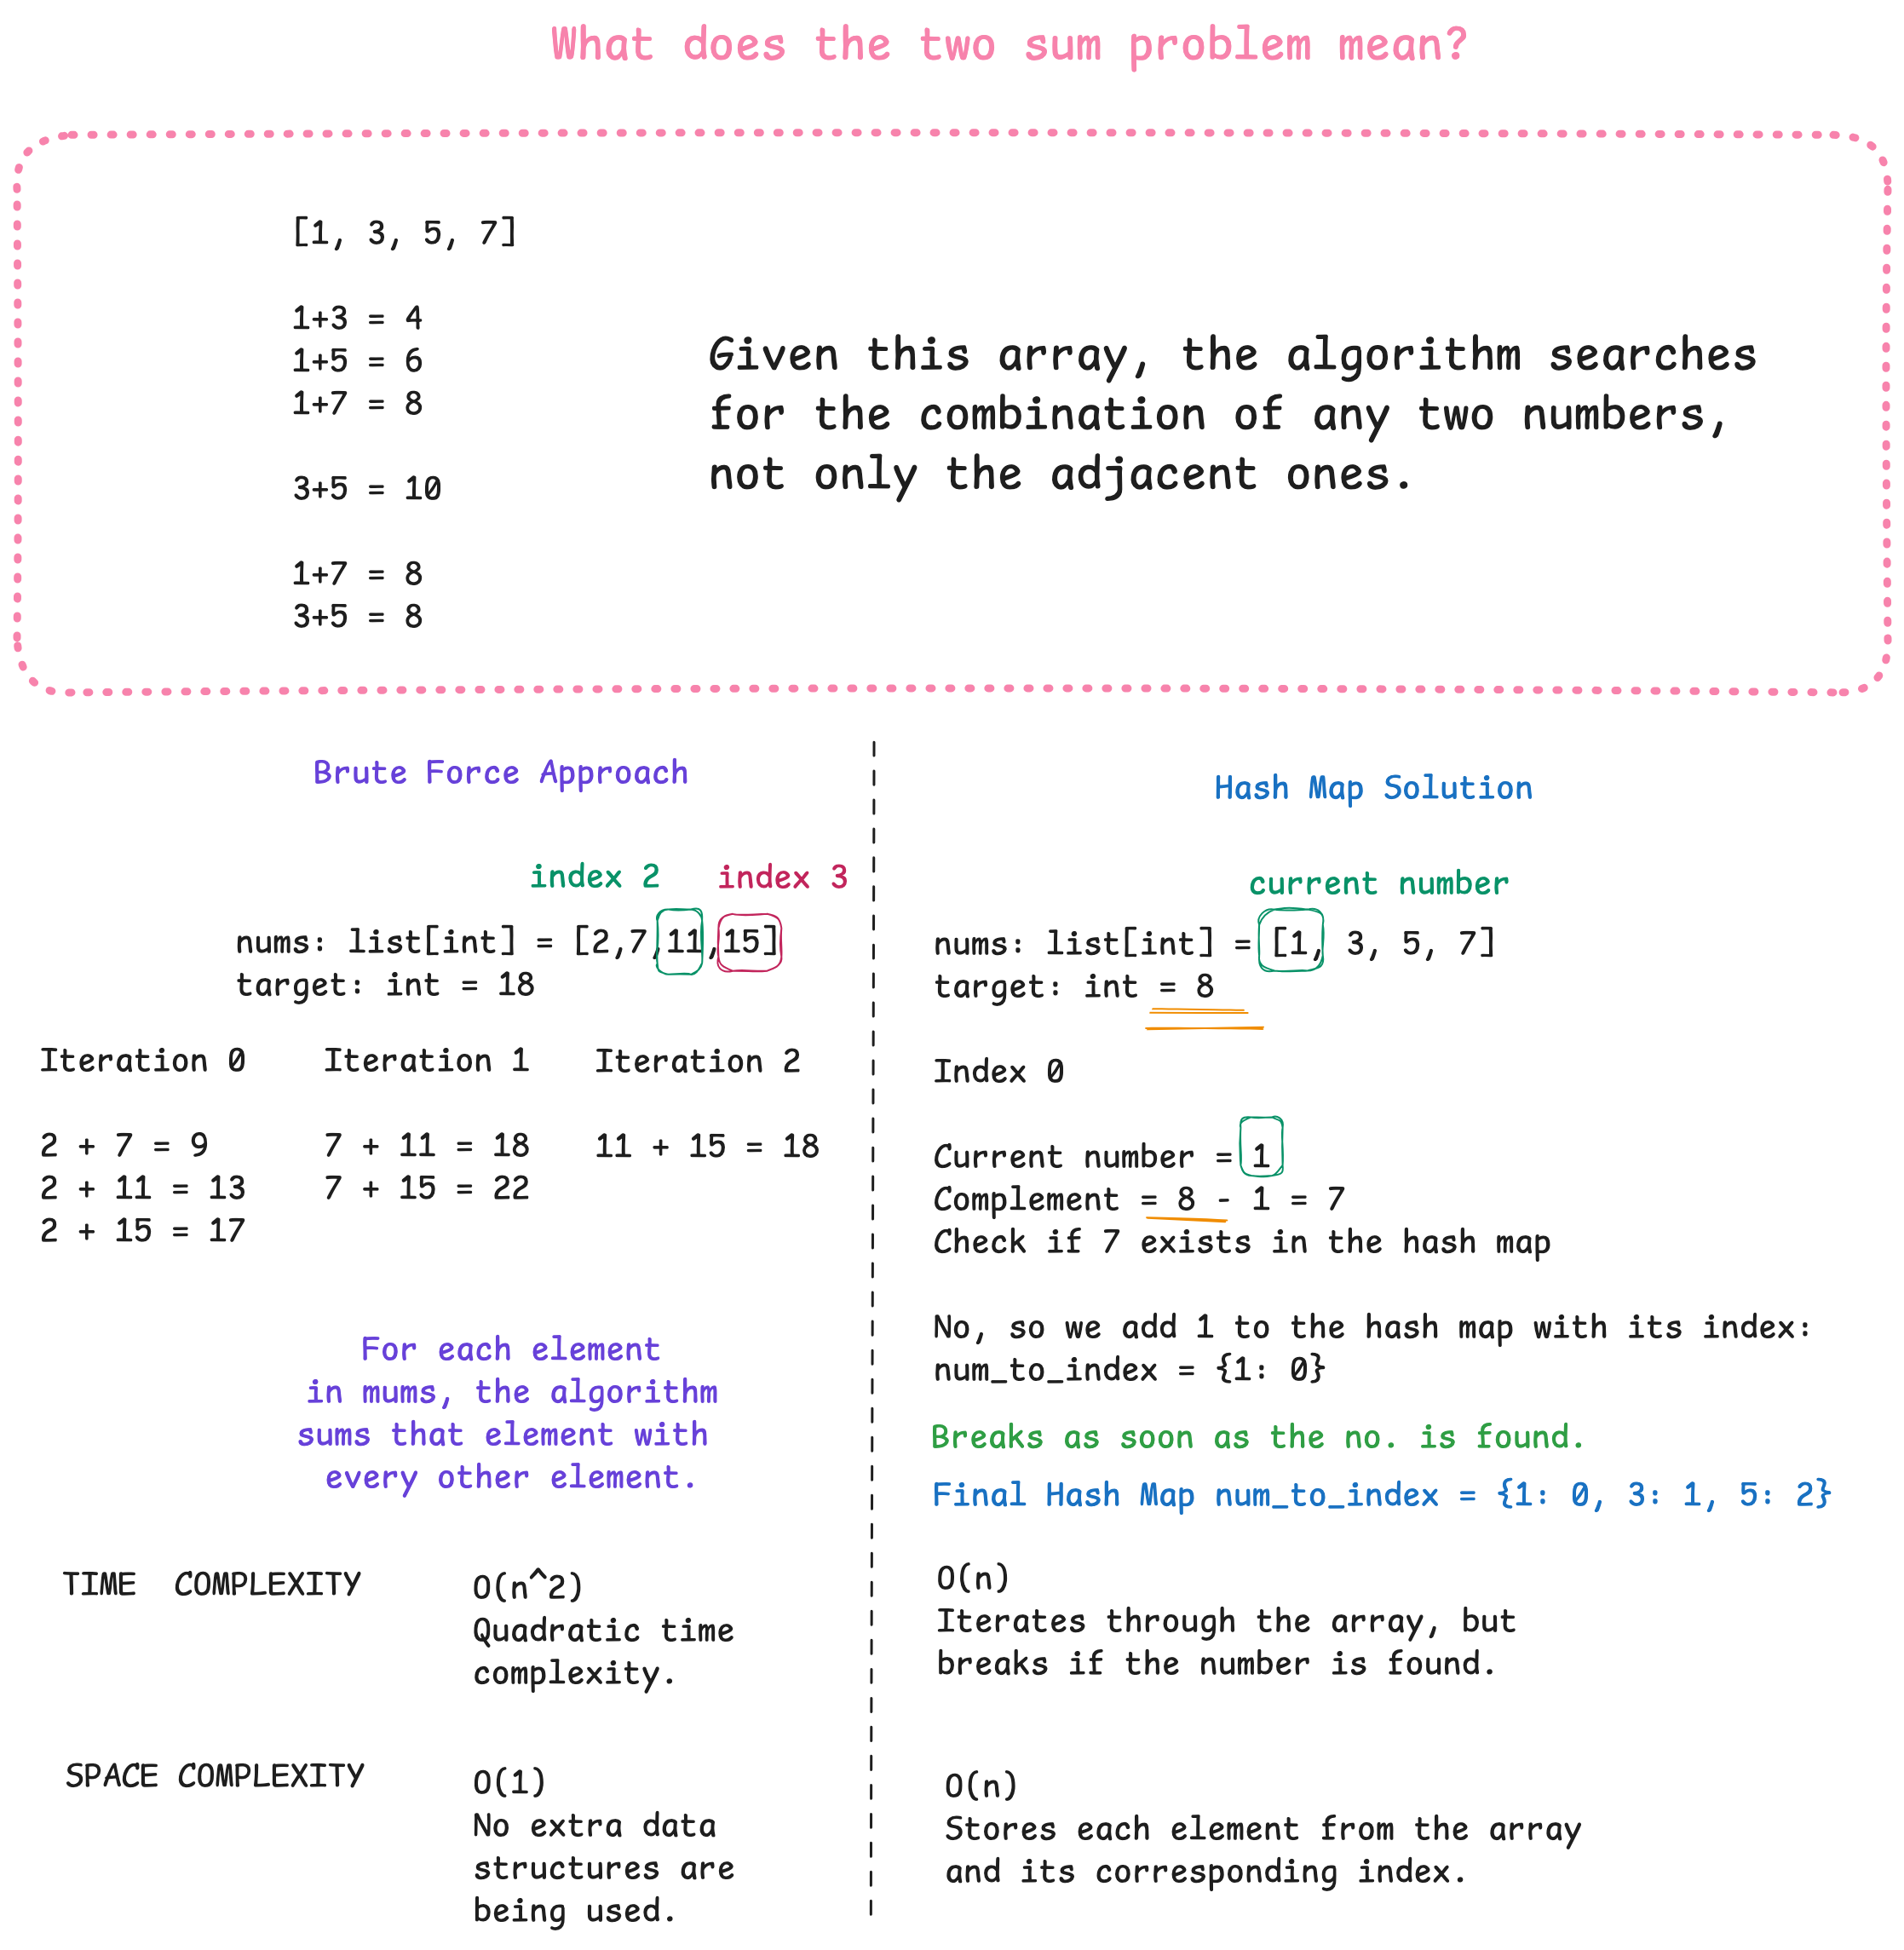 What does the two sum problem mean?
[1, 3, 5, 7]
1+3 = 4
1+5 = 6
1+7 = 8
3+5 = 10
1+7 = 8
3+5 = 8
Given this array, the algorithm searches
for the combination of any two numbers,
not only the adjacent ones.
Brute Force Approach
index 2 index 3
nums: list[int] = [2,7,11,15]
target: int = 18
Iteration 0 Iteration 1 Iteration 2
2 + 7 = 9 7 + 11 = 18 11 + 15 = 18
2 + 11 = 13 7 + 15 = 22
2 + 15 = 17
For each element
in mums, the algorithm
sums that element with
every other element.
TIME COMPLEXITY
O(n^2)
Quadratic time
complexity.
SPACE COMPLEXITY
O(1)
No extra data
structures are
being used.
Hash Map Solution
current number
nums: list[int] = [1, 3, 5, 7]
target: int = 8
Index 0
Current number = 1
Complement = 8 - 1 = 7
Check if 7 exists in the hash map
No, so we add 1 to the hash map with its index:
num_to_index = {1: 0}
Breaks as soon as the no. is found.
Final Hash Map num_to_index = {1: 0, 3: 1, 5: 2}
O(n)
Iterates through the array, but
breaks if the number is found.
O(n)
Stores each element from the array
and its corresponding index.